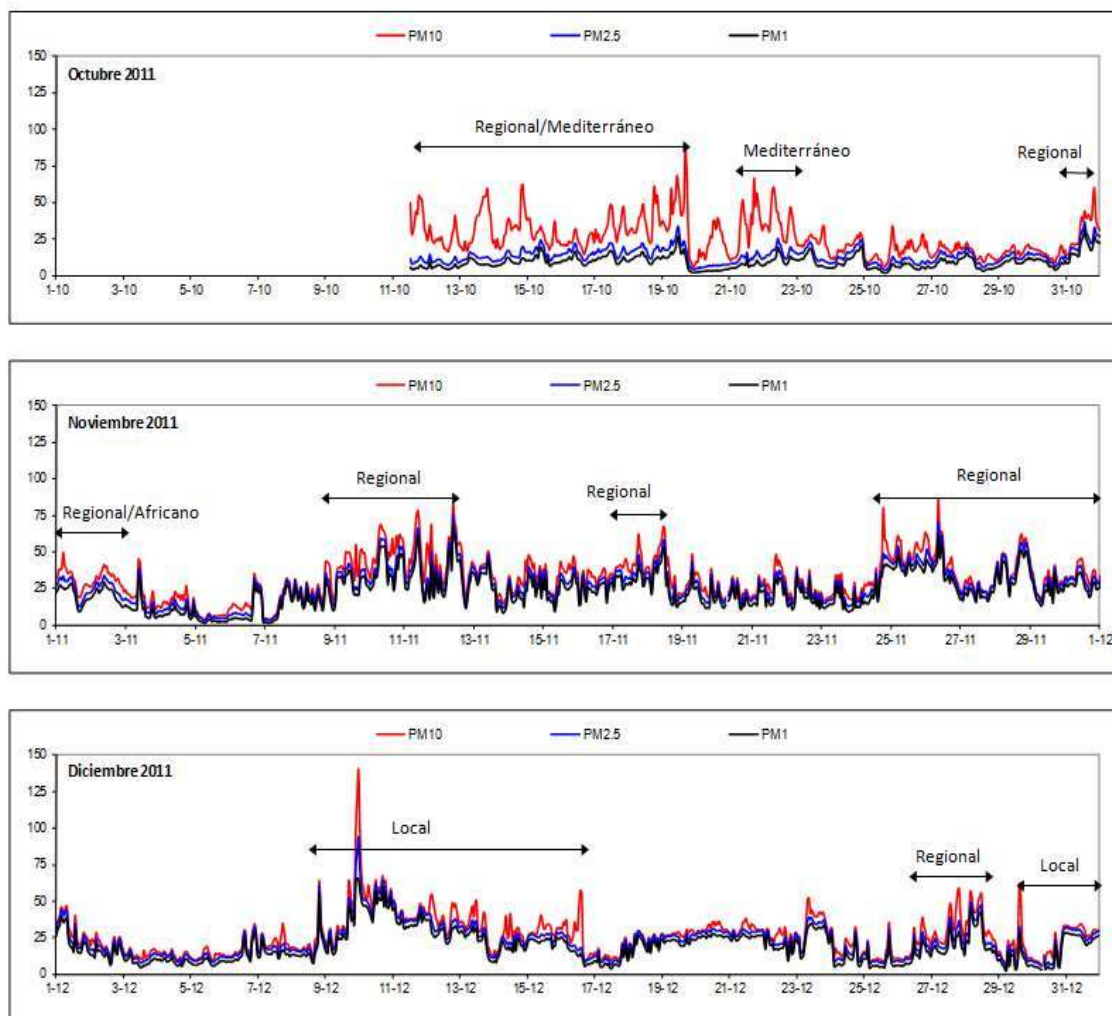 PM10 PM2.5 PM1
150
Octubre 2011
125
100
Regional/Mediterráneo
Mediterráneo
Regional
75
50
25
0
1-10 3-10 5-10 7-10 9-10 11-10 13-10 15-10 17-10 19-10 21-10 23-10 25-10 27-10 29-10 31-10
PM10 PM2.5 PM1
150
Noviembre 2011
125
100
Regional
Regional
Regional
Regional/Africano
75
50
25
0
1-11 3-11 5-11 7-11 9-11 11-11 13-11 15-11 17-11 19-11 21-11 23-11 25-11 27-11 29-11 1-12
PM10 PM2.5 PM1
150
Diciembre 2011
125
100
Local
Regional
Local
75
50
25
0
1-12 3-12 5-12 7-12 9-12 11-12 13-12 15-12 17-12 19-12 21-12 23-12 25-12 27-12 29-12 31-12